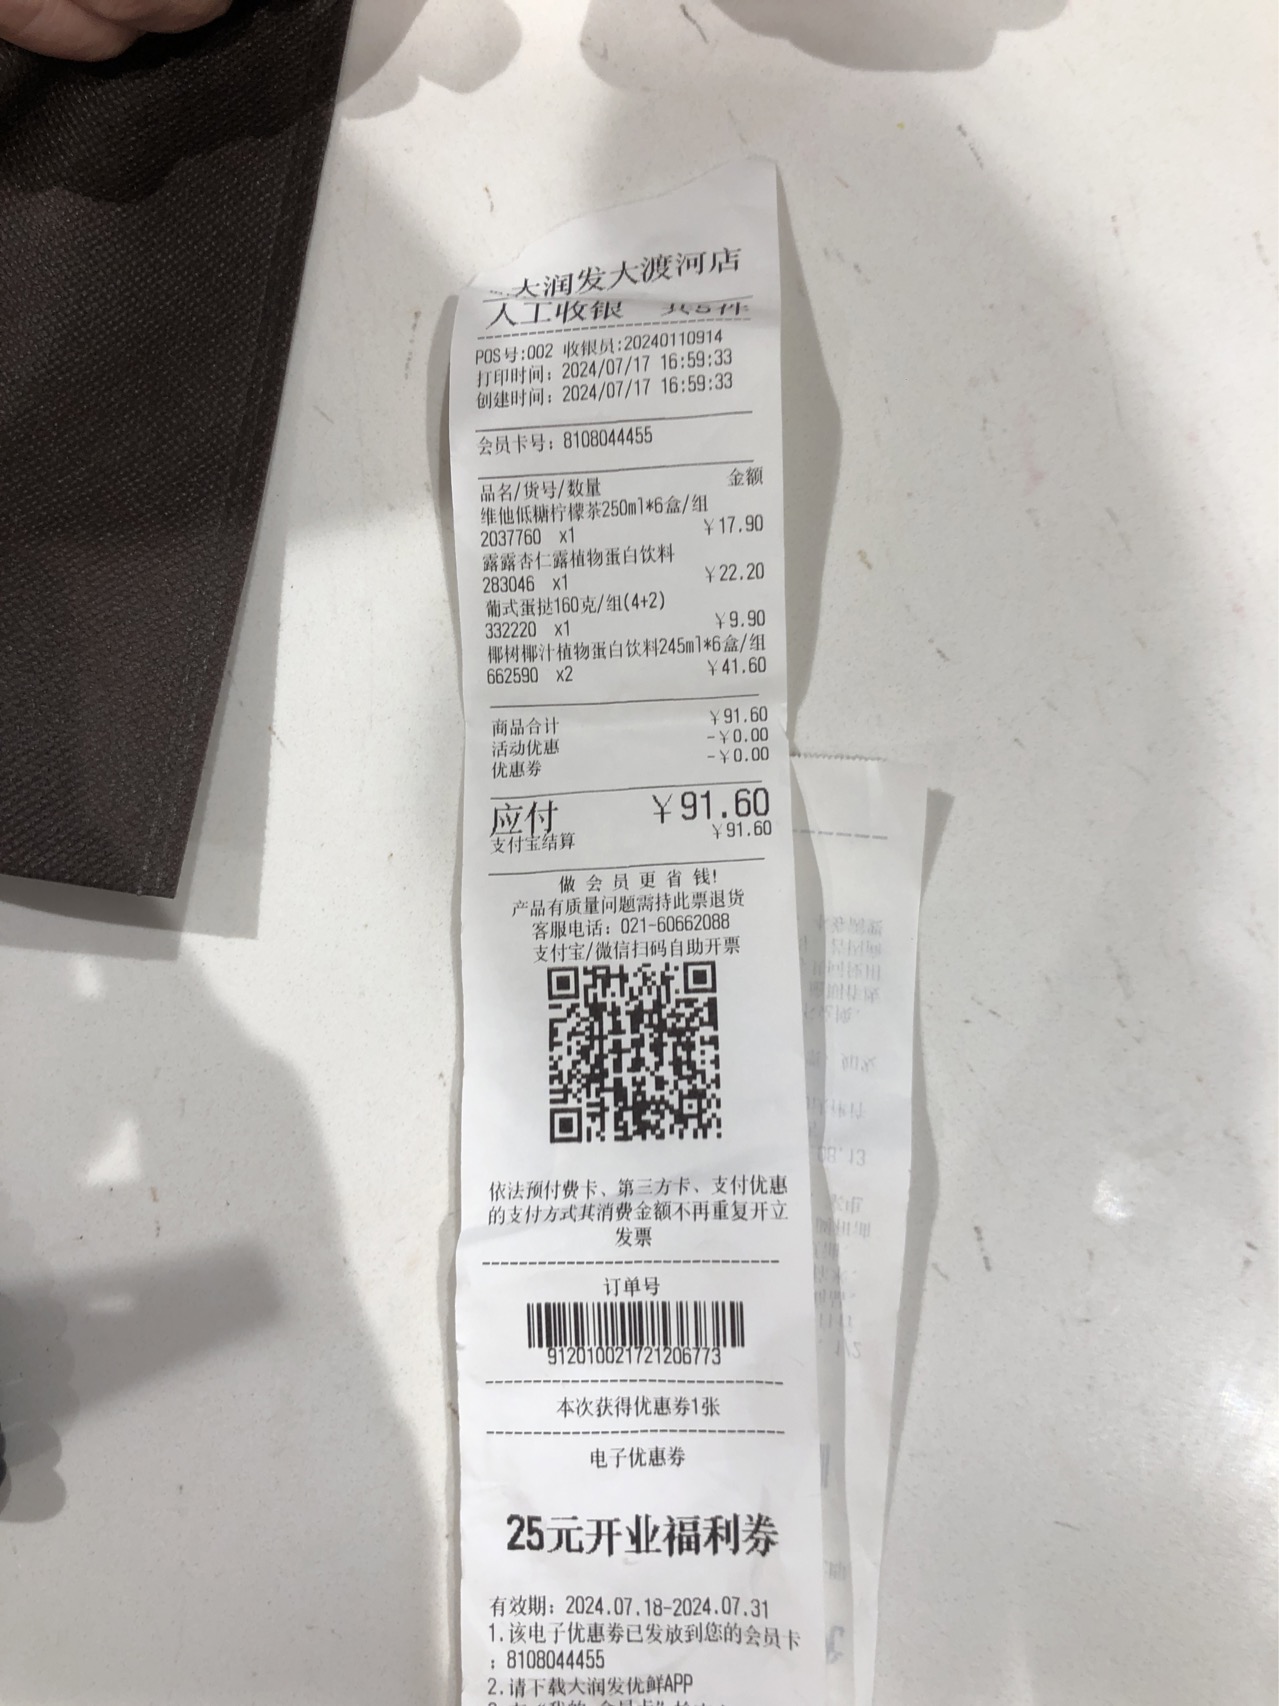 大润发大渡河店
人工收银 共5件
POS号:002 收银员:20240110914
打印时间: 2024/07/17 16:59:33
创建时间: 2024/07/17 16:59:33
会员卡号: 8108044455
品名/货号/数量 金额
维他低糖柠檬茶250ml*6盒/组
2037760 x1 ¥17.90
露露杏仁露植物蛋白饮料
283046 x1 ¥22.20
葡式蛋挞160克/组(4+2)
332220 x1 ¥9.90
椰树椰汁植物蛋白饮料245ml*6盒/组
662590 x2 ¥41.60
商品合计 ¥91.60
活动优惠 -¥0.00
优惠券 -¥0.00
应付 ¥91.60
支付宝结算 ¥91.60
做 会 员 更 省 钱!
产品有质量问题需持此票退货
客服电话: 021-60662088
支付宝/微信扫码自助开票
依法预付费卡、第三方卡、支付优惠
的支付方式其消费金额不再重复开立
发票
订单号
912010021721206773
本次获得优惠券1张
电子优惠券
25元开业福利券
有效期: 2024.07.18-2024.07.31
1.该电子优惠券已发放到您的会员卡
: 8108044455
2.请下载大润发优鲜APP